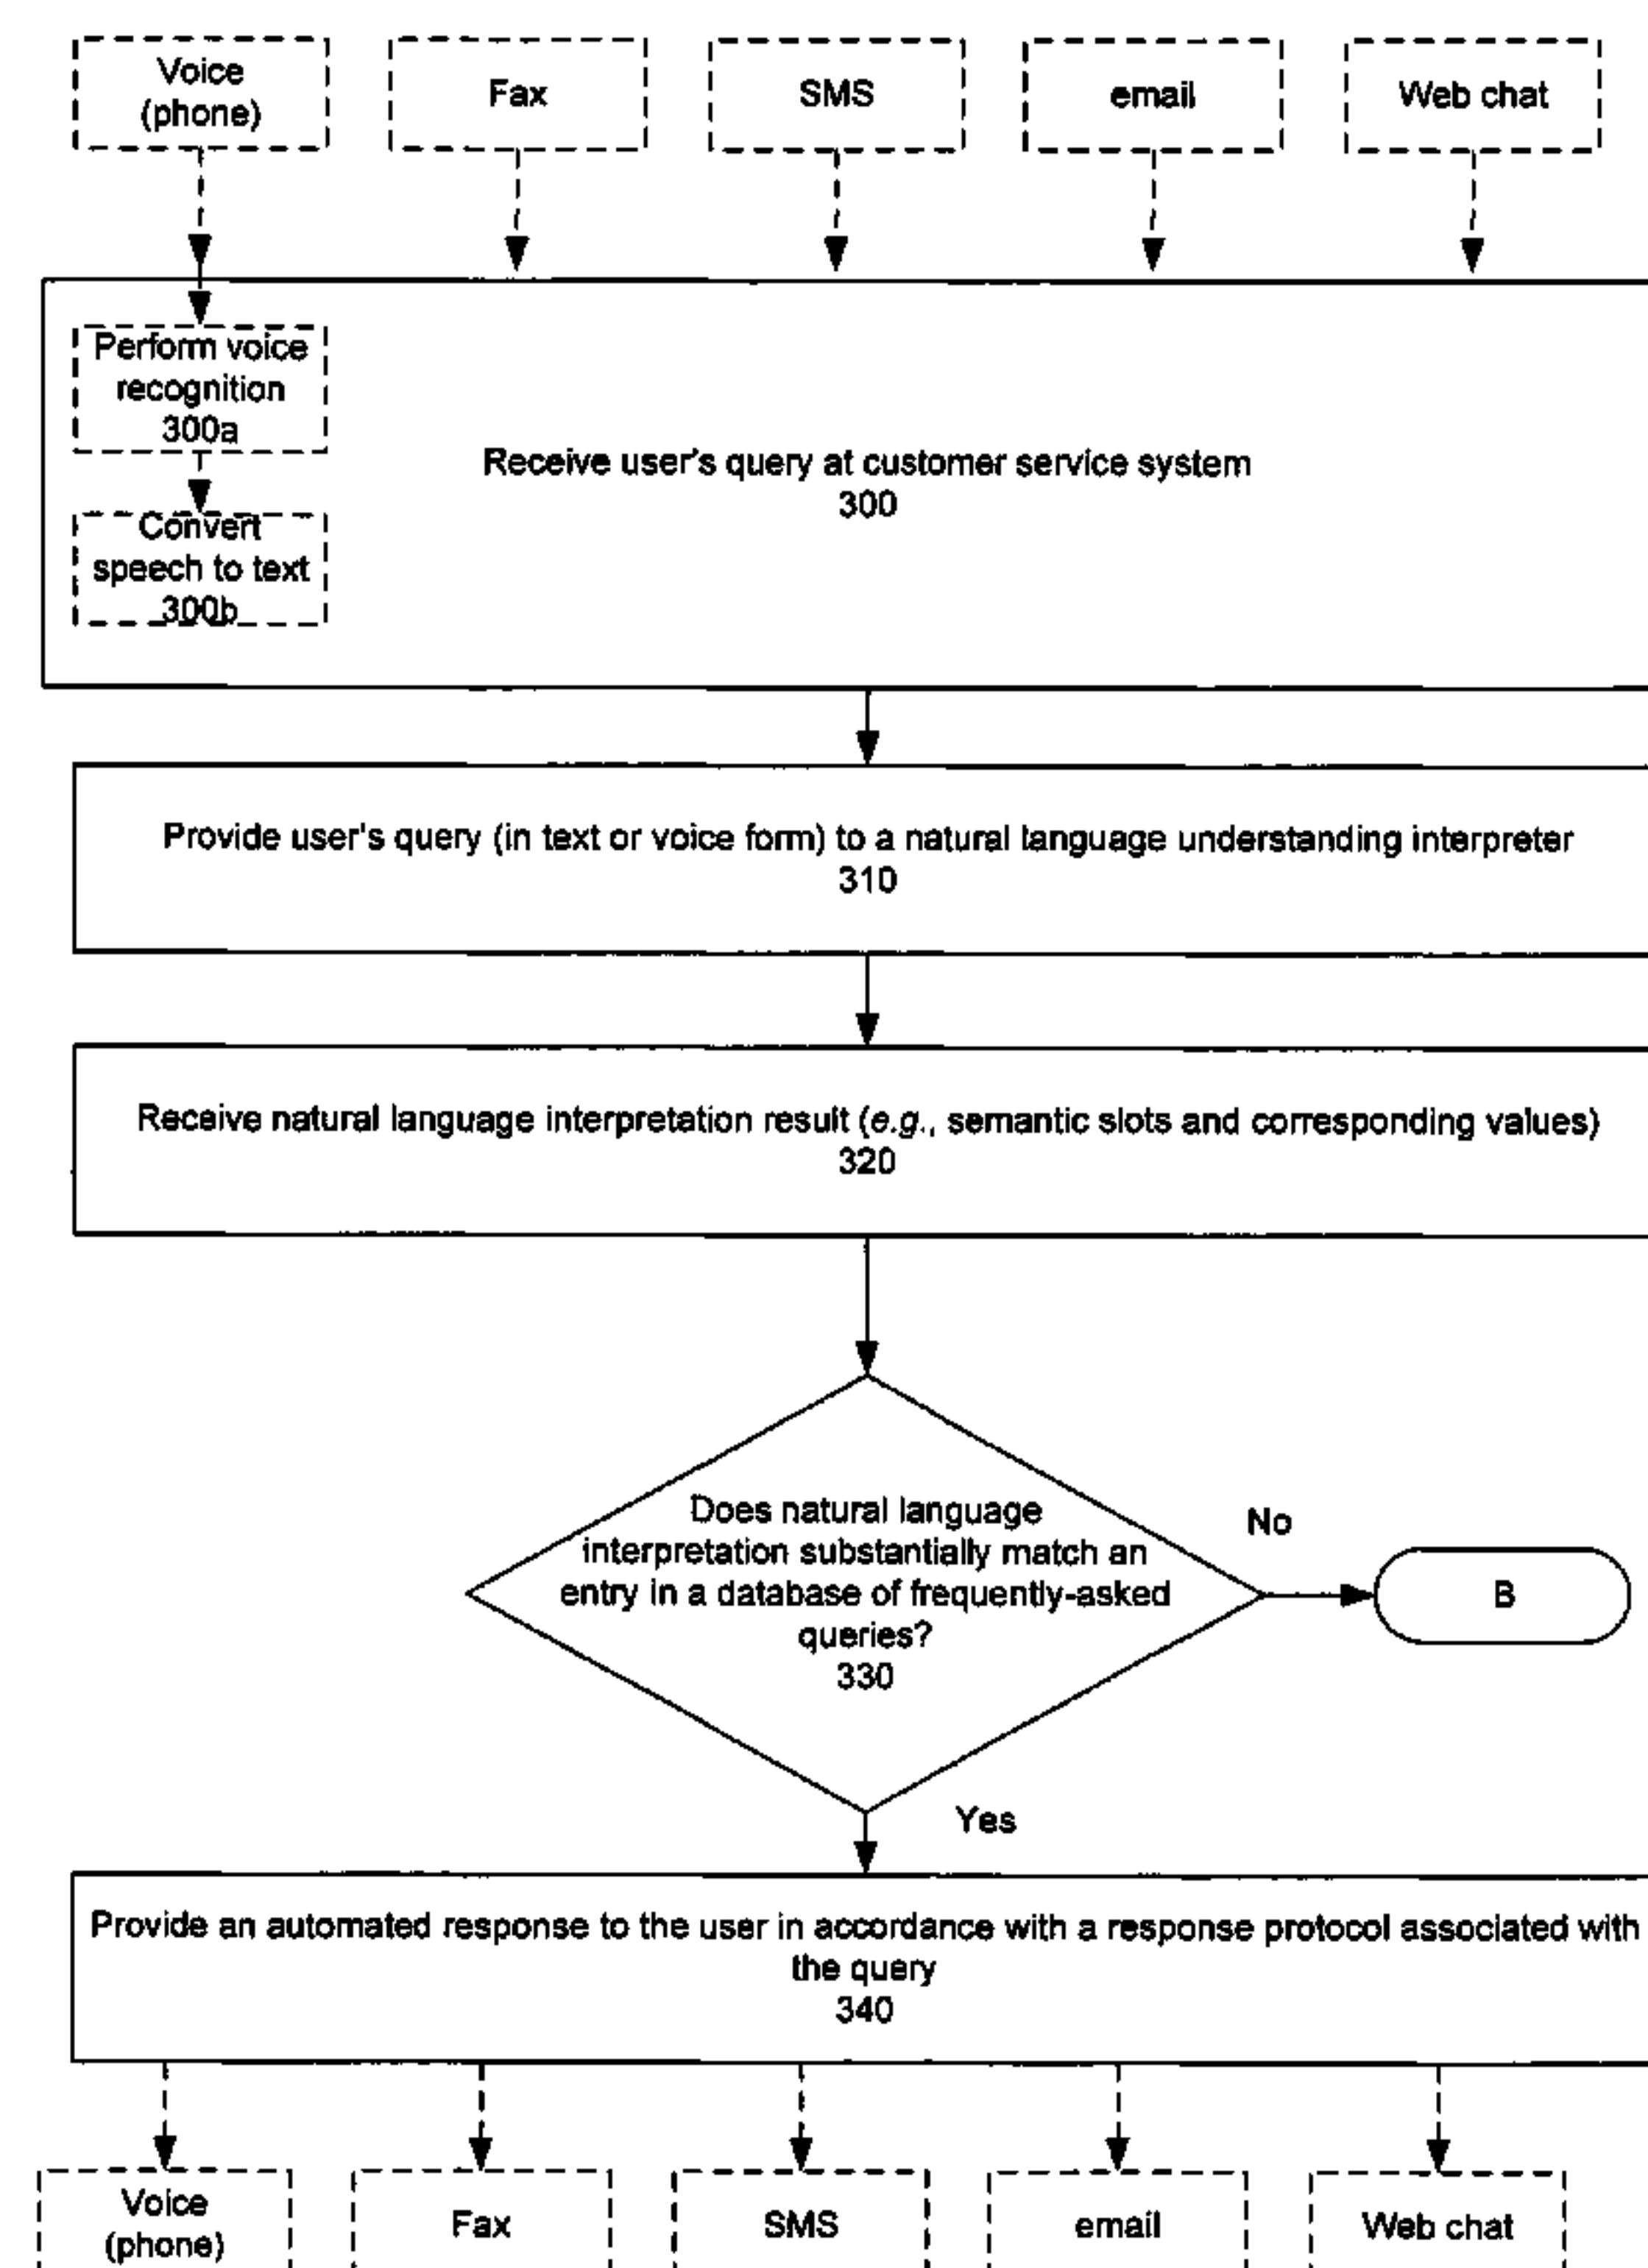 Voice
(phone)
Fax
SMS
email
Web chat
Perform voice
recognition
300a
Convert
speech to text
300b
Receive user's query at customer service system
300
Provide user's query (in text or voice form) to a natural language understanding interpreter
310
Receive natural language interpretation result (e.g., semantic slots and corresponding values)
320
Does natural language
interpretation substantially match an
entry in a database of frequently-asked
queries?
330
No
B
Yes
Provide an automated response to the user in accordance with a response protocol associated with
the query
340
Voice
(phone)
Fax
SMS
email
Web chat